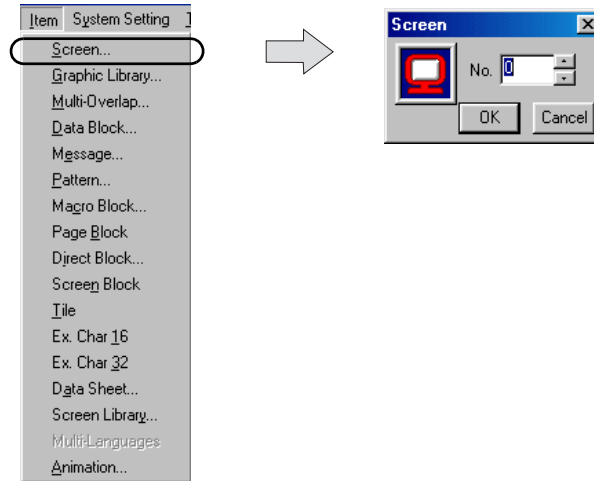 Item System Setting
Screen...
Graphic Library...
Multi-Overlap...
Data Block...
Message...
Pattern...
Macro Block...
Page Block
Direct Block...
Screen Block
Tile
Ex. Char 16
Ex. Char 32
Data Sheet...
Screen Library...
Multi-Languages
Animation...
Screen
No. 0
OK Cancel